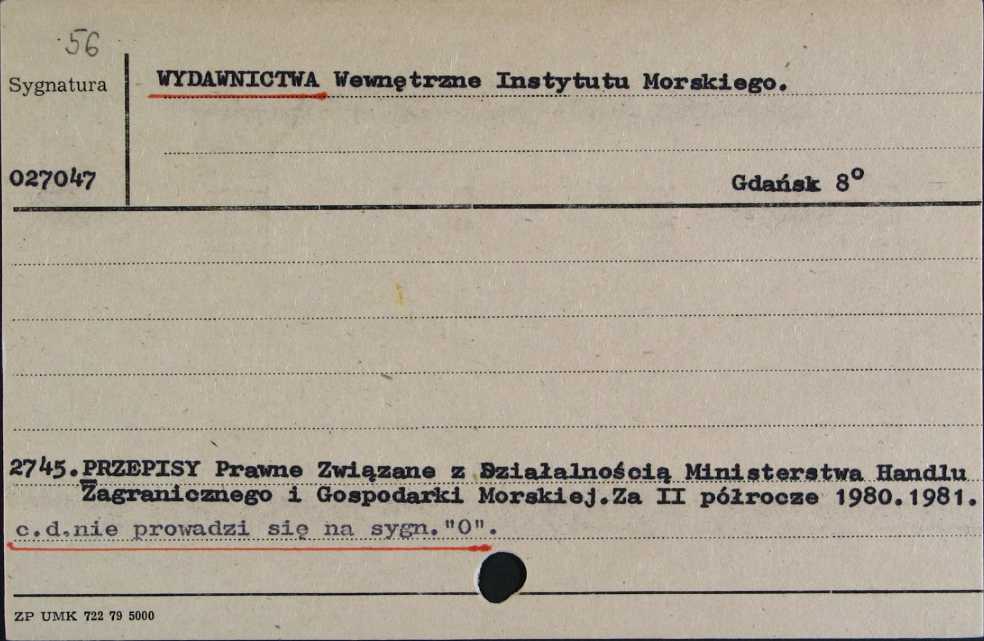 56
Sygnatura
WYDAWNICTWA Wewnętrzne Instytutu Morskiego.
027047
Gdańsk 8°
2745.PRZEPISY Prawne Związane z Działalnością Ministerstwa Handlu
Zagranicznego i Gospodarki Morskiej.Za II półrocze 1980.1981.
c.d.nie prowadzi się na sygn."0".
ZP UMK 722 79 5000